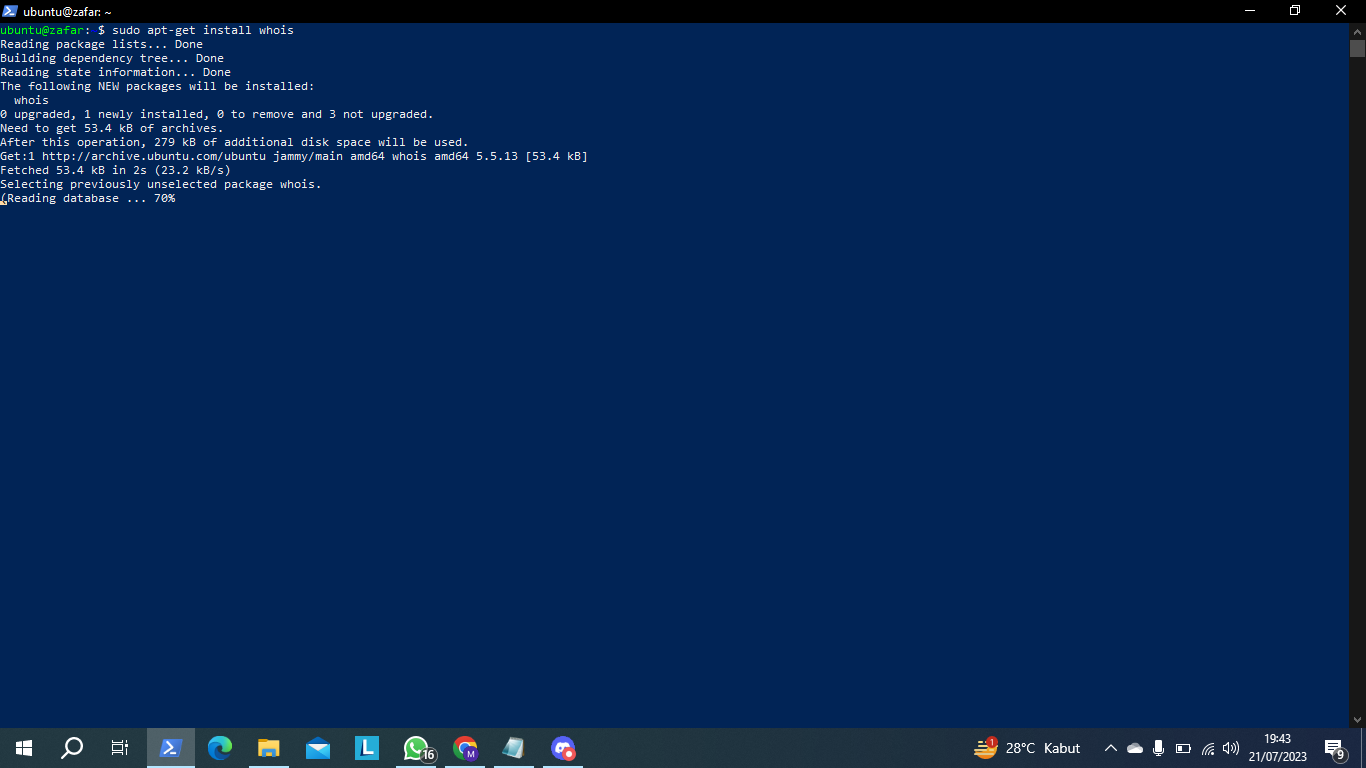 ubuntu@zafar: ~
ubuntu@zafar:~$ sudo apt-get install whois
Reading package lists... Done
Building dependency tree... Done
Reading state information... Done
The following NEW packages will be installed:
  whois
0 upgraded, 1 newly installed, 0 to remove and 3 not upgraded.
Need to get 53.4 kB of archives.
After this operation, 279 kB of additional disk space will be used.
Get:1 http://archive.ubuntu.com/ubuntu jammy/main amd64 whois amd64 5.5.13 [53.4 kB]
Fetched 53.4 kB in 2s (23.2 kB/s)
Selecting previously unselected package whois.
(Reading database ... 70%
L
16
M
1
28°C Kabut
19:43
21/07/2023
9